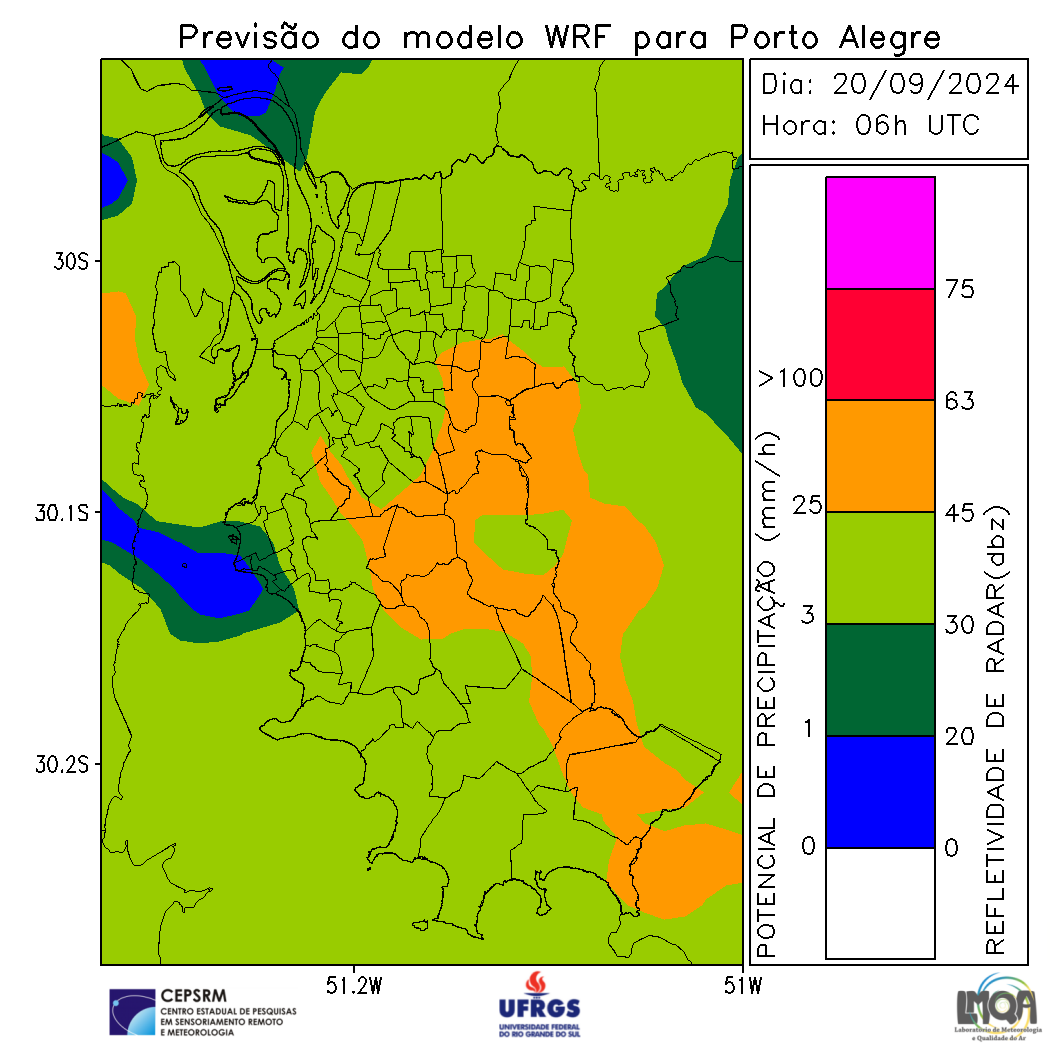 Previsão do modelo WRF para Porto Alegre
Dia: 20/09/2024
Hora: 06h UTC
30S
30.1S
30.2S
51.2W
51W
POTENCIAL DE PRECIPITAÇÃO (mm/h)
>100
25
3
1
0
75
63
45
30
20
0
REFLETIVIDADE DE RADAR(dbz)
CEPSRM
CENTRO ESTADUAL DE PESQUISAS
EM SENSORIAMENTO REMOTO
E METEOROLOGIA
UFRGS
UNIVERSIDADE FEDERAL
DO RIO GRANDE DO SUL
LMQA
Laboratório de Meteorologia
e Qualidade do Ar